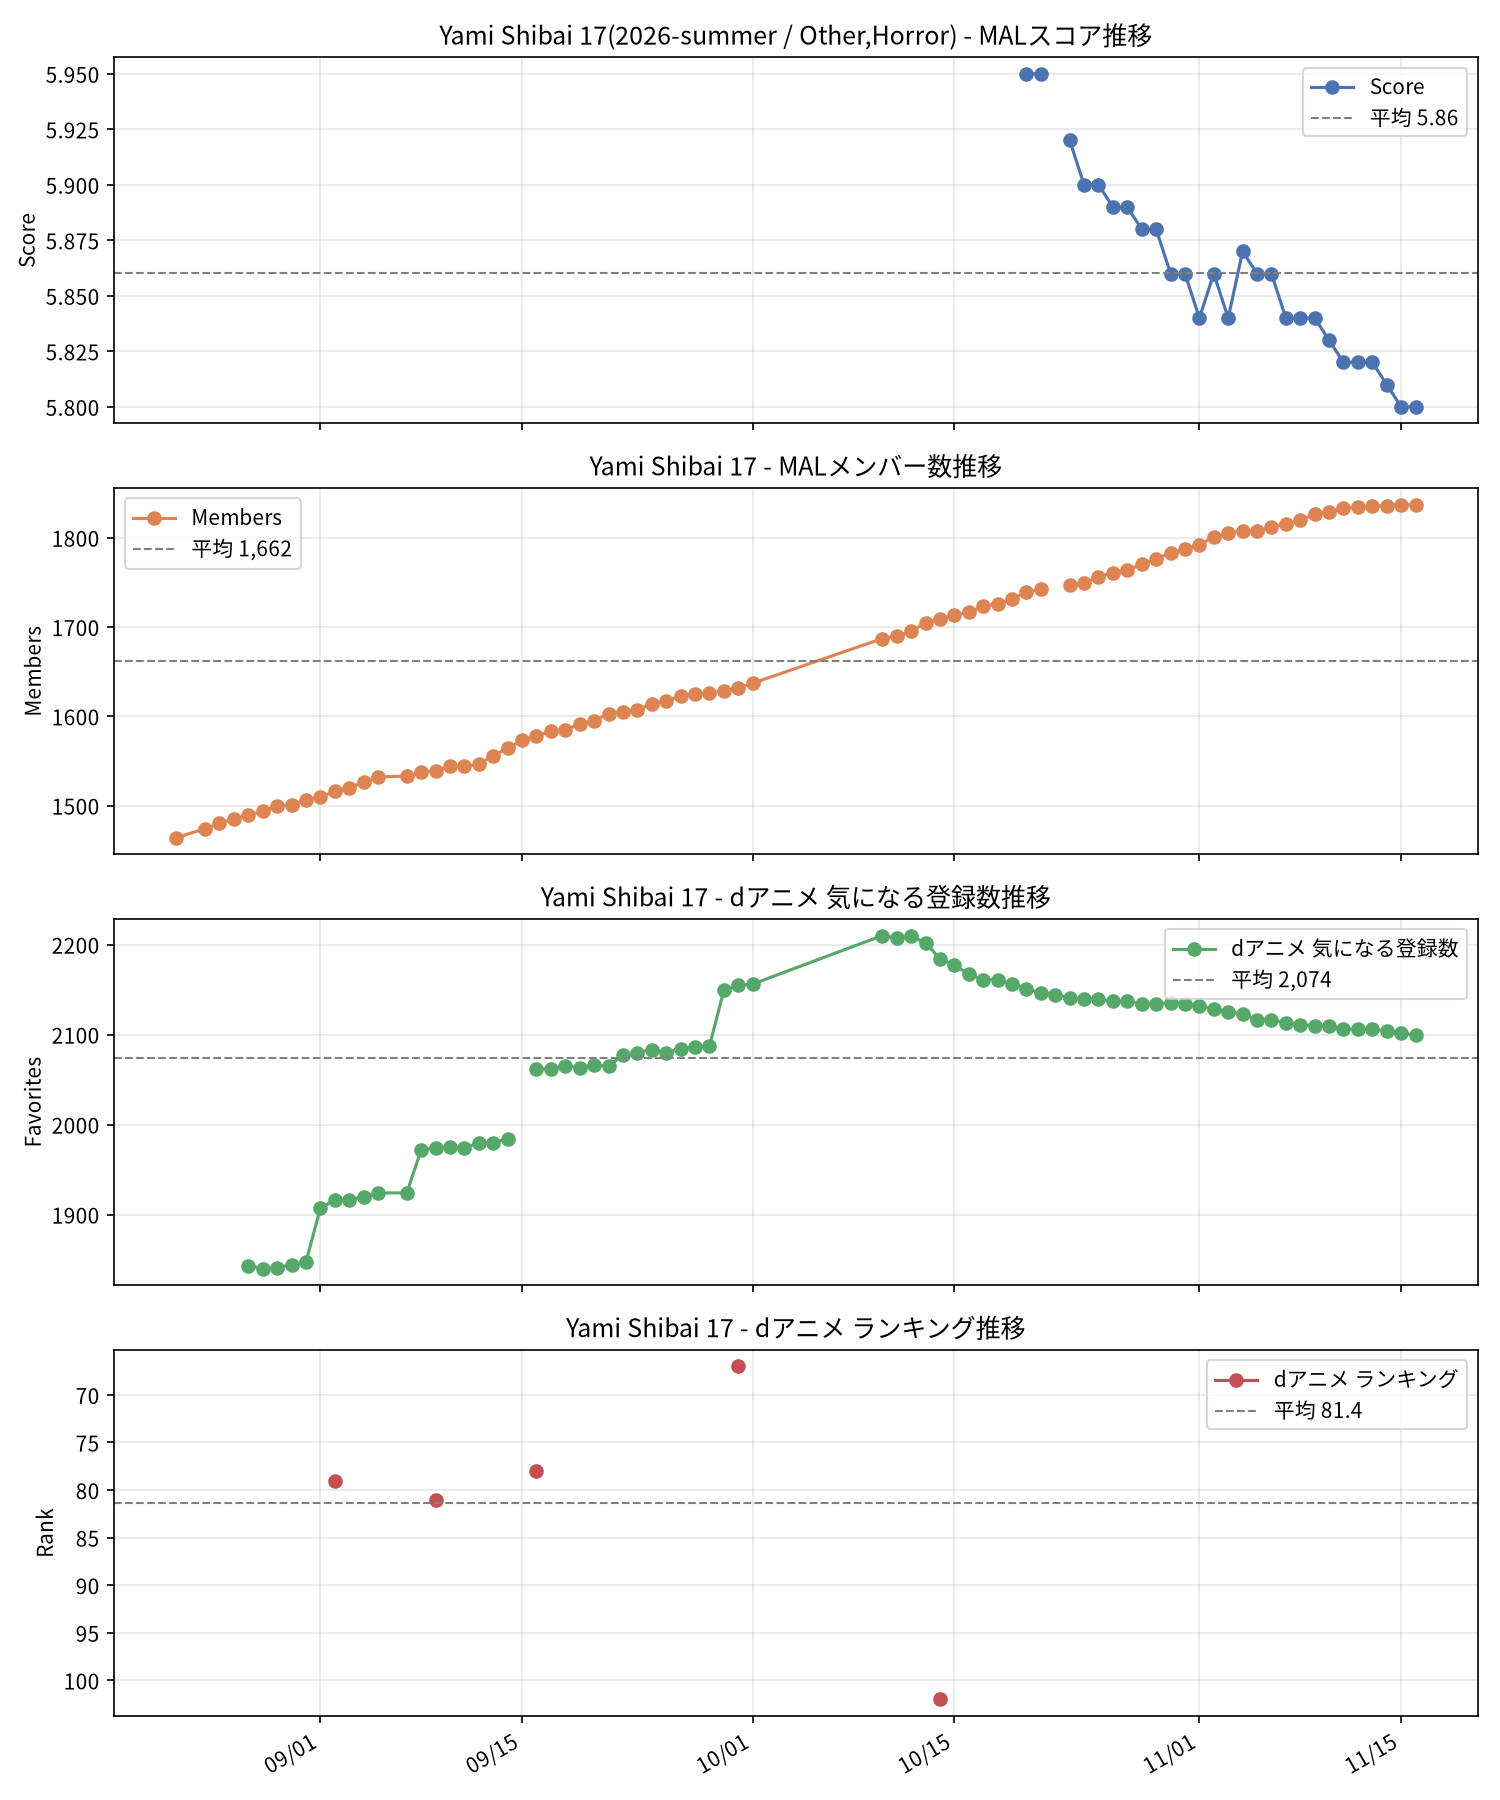 Yami Shibai 17(2026-summer / Other,Horror) - MALスコア推移
5.950
5.925
5.900
5.875
5.850
5.825
5.800
Score
Score
平均 5.86
Yami Shibai 17 - MALメンバー数推移
1800
1700
1600
1500
Members
Members
平均 1,662
Yami Shibai 17 - dアニメ 気になる登録数推移
2200
2100
2000
1900
Favorites
dアニメ 気になる登録数
平均 2,074
Yami Shibai 17 - dアニメ ランキング推移
70
75
80
85
90
95
100
Rank
dアニメ ランキング
平均 81.4
09/01
09/15
10/01
10/15
11/01
11/15